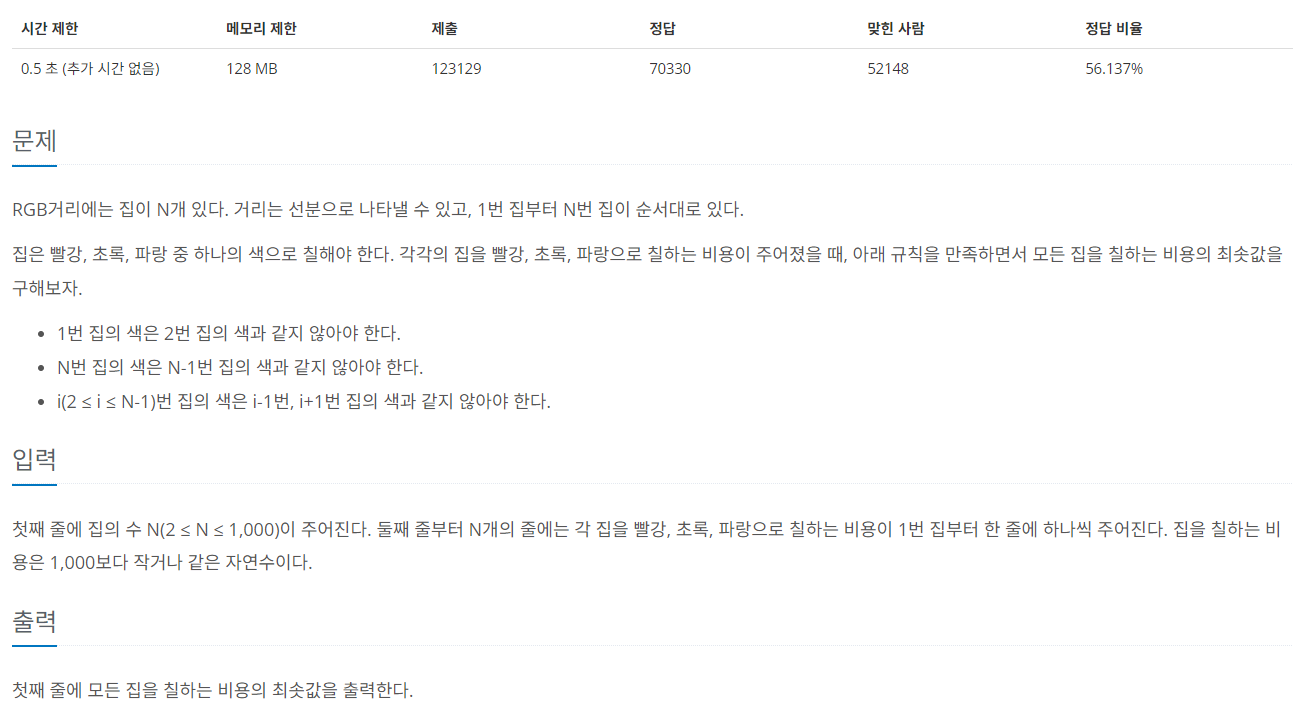 시간 제한 메모리 제한 제출 정답 맞힌 사람 정답 비율
0.5 초 (추가 시간 없음) 128 MB 123129 70330 52148 56.137%
문제
RGB거리에는 집이 N개 있다. 거리는 선분으로 나타낼 수 있고, 1번 집부터 N번 집이 순서대로 있다.
집은 빨강, 초록, 파랑 중 하나의 색으로 칠해야 한다. 각각의 집을 빨강, 초록, 파랑으로 칠하는 비용이 주어졌을 때, 아래 규칙을 만족하면서 모든 집을 칠하는 비용의 최솟값을
구해보자.
• 1번 집의 색은 2번 집의 색과 같지 않아야 한다.
• N번 집의 색은 N-1번 집의 색과 같지 않아야 한다.
• i(2 ≤ i ≤ N-1)번 집의 색은 i-1번, i+1번 집의 색과 같지 않아야 한다.
입력
첫째 줄에 집의 수 N(2 ≤ N ≤ 1,000)이 주어진다. 둘째 줄부터 N개의 줄에는 각 집을 빨강, 초록, 파랑으로 칠하는 비용이 1번 집부터 한 줄에 하나씩 주어진다. 집을 칠하는 비
용은 1,000보다 작거나 같은 자연수이다.
출력
첫째 줄에 모든 집을 칠하는 비용의 최솟값을 출력한다.